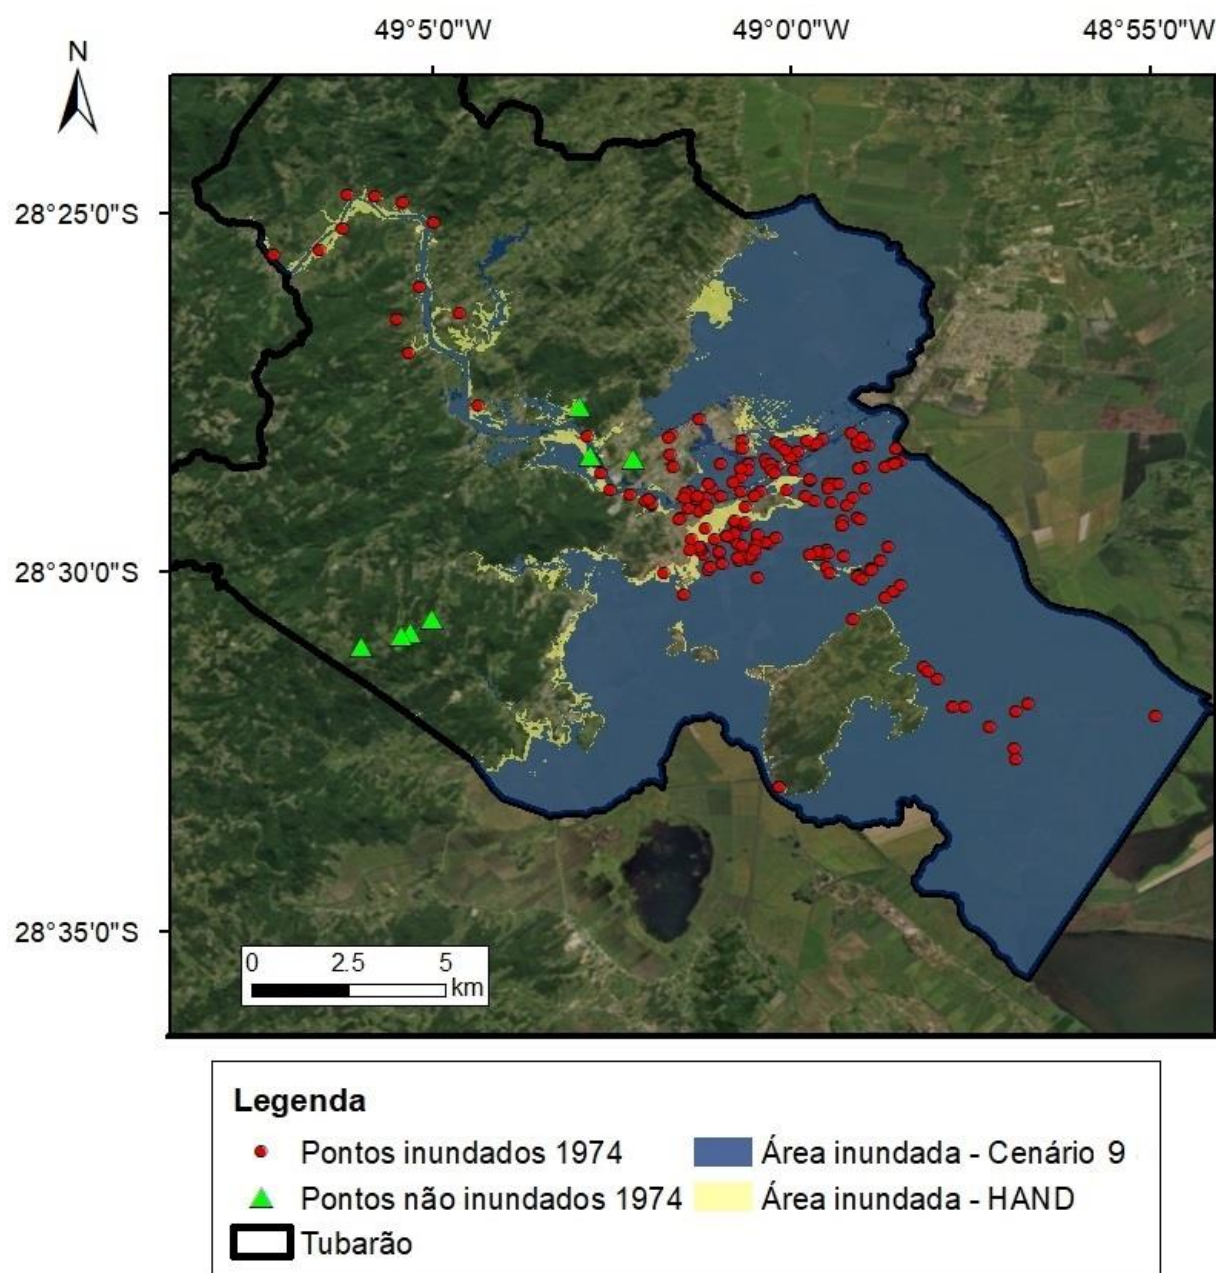 49°5'0"W 49°0'0"W 48°55'0"W
N
28°25'0"S
28°30'0"S
28°35'0"S
0 2.5 5
km
Legenda
Pontos inundados 1974 Área inundada - Cenário 9
Pontos não inundados 1974 Área inundada - HAND
Tubarão